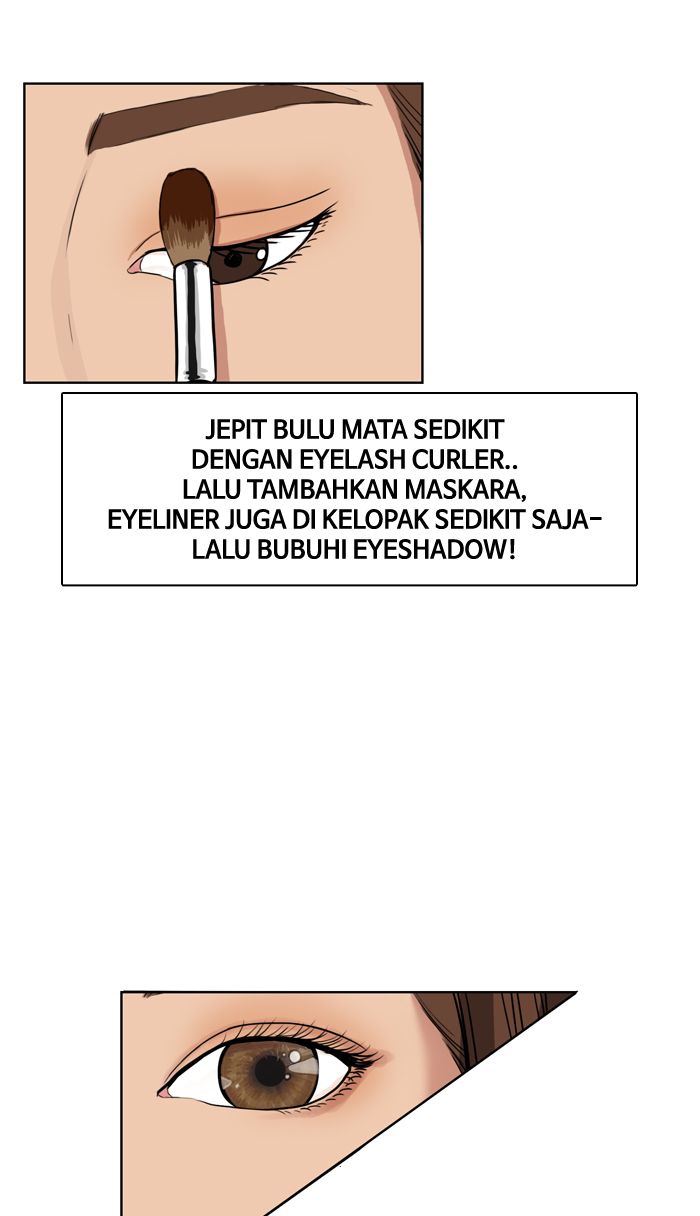 JEPIT BULU MATA SEDIKIT
DENGAN EYELASH CURLER..
LALU TAMBAHKAN MASKARA,
EYELINER JUGA DI KELOPAK SEDIKIT SAJA-
LALU BUBUHI EYESHADOW!